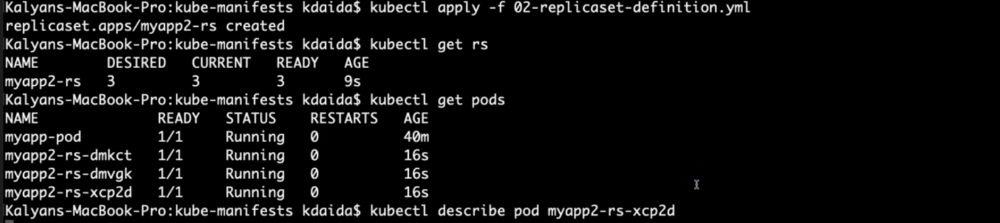 Kalyans-MacBook-Pro:kube-manifests kdaida$ kubectl apply -f 02-replicaset-definition.yml
replicaset.apps/myapp2-rs created
Kalyans-MacBook-Pro:kube-manifests kdaida$ kubectl get rs
NAME DESIRED CURRENT READY AGE
myapp2-rs 3 3 3 9s
Kalyans-MacBook-Pro:kube-manifests kdaida$ kubectl get pods
NAME READY STATUS RESTARTS AGE
myapp-pod 1/1 Running 0 40m
myapp2-rs-dmkct 1/1 Running 0 16s
myapp2-rs-dmvgk 1/1 Running 0 16s
myapp2-rs-xcp2d 1/1 Running 0 16s
Kalyans-MacBook-Pro:kube-manifests kdaida$ kubectl describe pod myapp2-rs-xcp2d